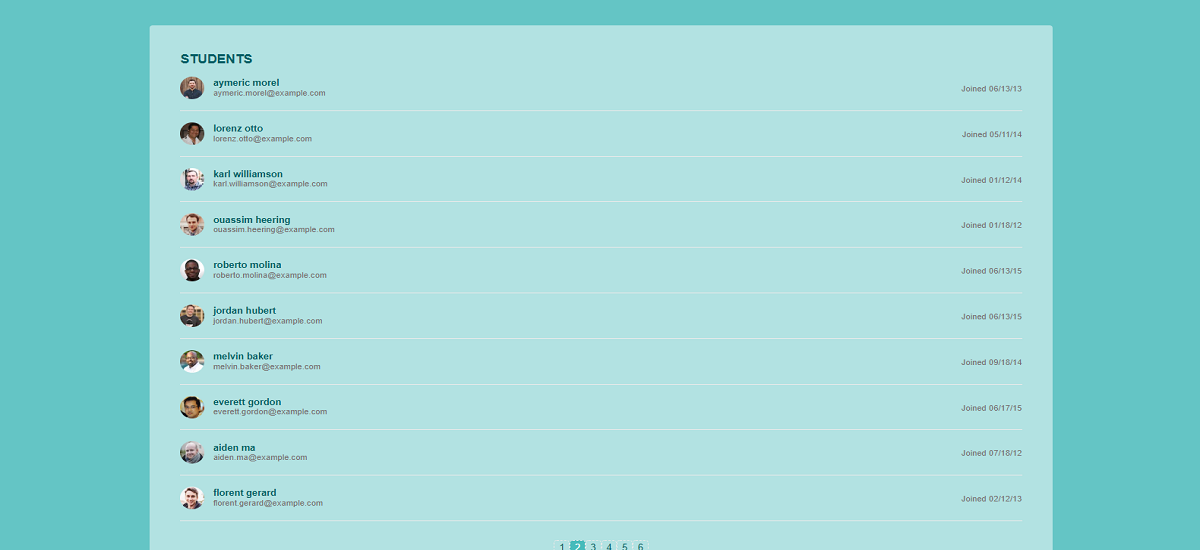 STUDENTS
aymeric morel
aymeric.morel@example.com
Joined 06/13/13
lorenz otto
lorenz.otto@example.com
Joined 05/11/14
karl williamson
karl.williamson@example.com
Joined 01/12/14
ouassim heering
ouassim.heering@example.com
Joined 01/18/12
roberto molina
roberto.molina@example.com
Joined 06/13/15
jordan hubert
jordan.hubert@example.com
Joined 06/13/15
melvin baker
melvin.baker@example.com
Joined 09/18/14
everett gordon
everett.gordon@example.com
Joined 06/17/15
aiden ma
aiden.ma@example.com
Joined 07/18/12
florent gerard
florent.gerard@example.com
Joined 02/12/13
1 2 3 4 5 6